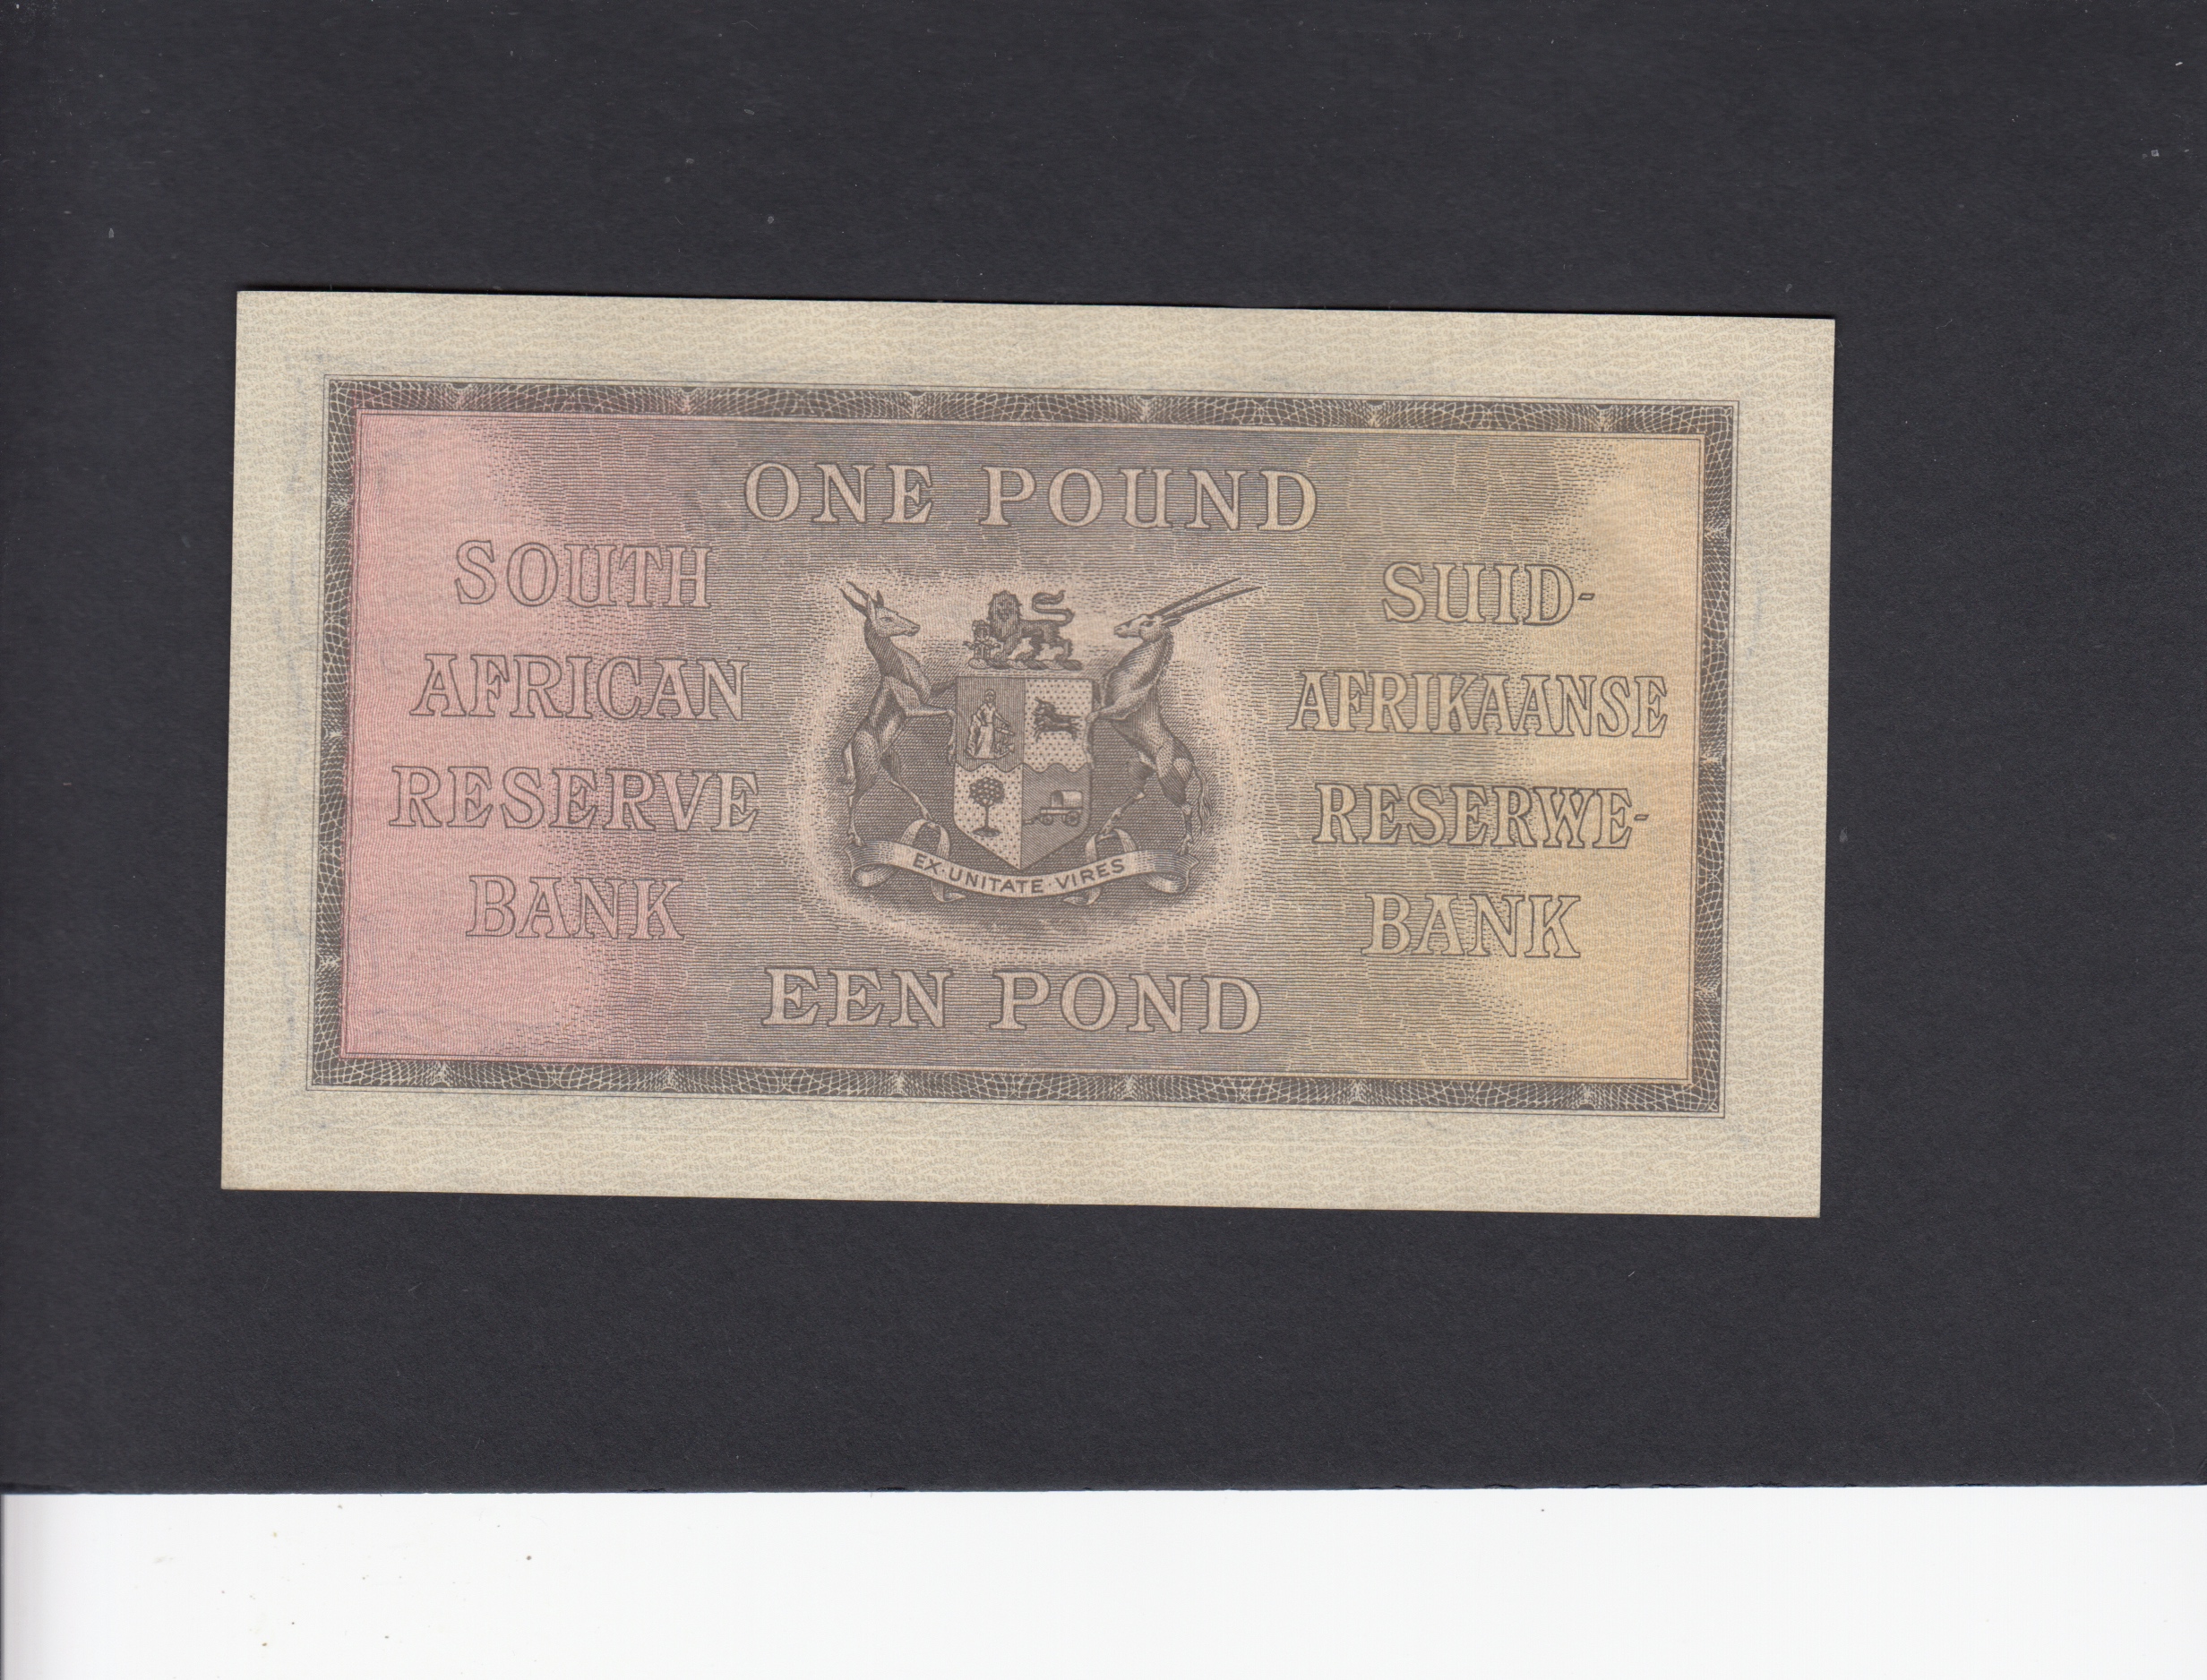 ONE POUND
SOUTH
AFRICAN
RESERVE
BANK
SUID-
AFRIKAANSE
RESERWE-
BANK
EX·UNITATE·VIRES
EEN POND